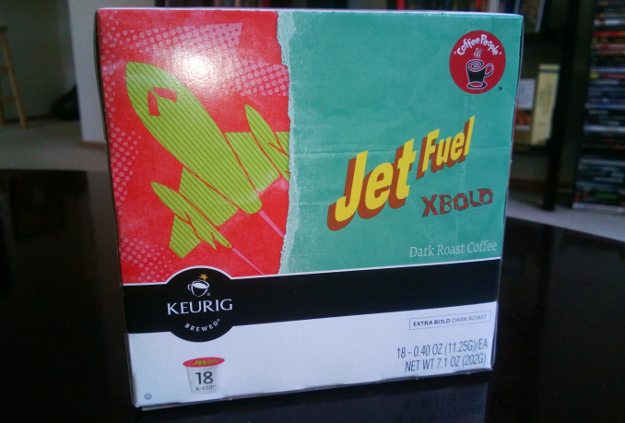 Coffee People
Jet Fuel
XBOLD
Dark Roast Coffee
KEURIG
BREWED
EXTRA BOLD DARK ROAST
18 - 0.40 OZ (11.25G)/EA
NET WT 7.1 OZ (202G)
18
K-CUP